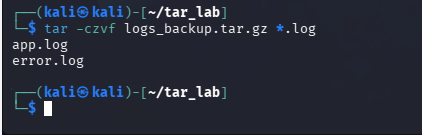 ┌──(kali㉿kali)-[~/tar_lab]
└─$ tar -czvf logs_backup.tar.gz *.log
app.log
error.log
┌──(kali㉿kali)-[~/tar_lab]
└─$